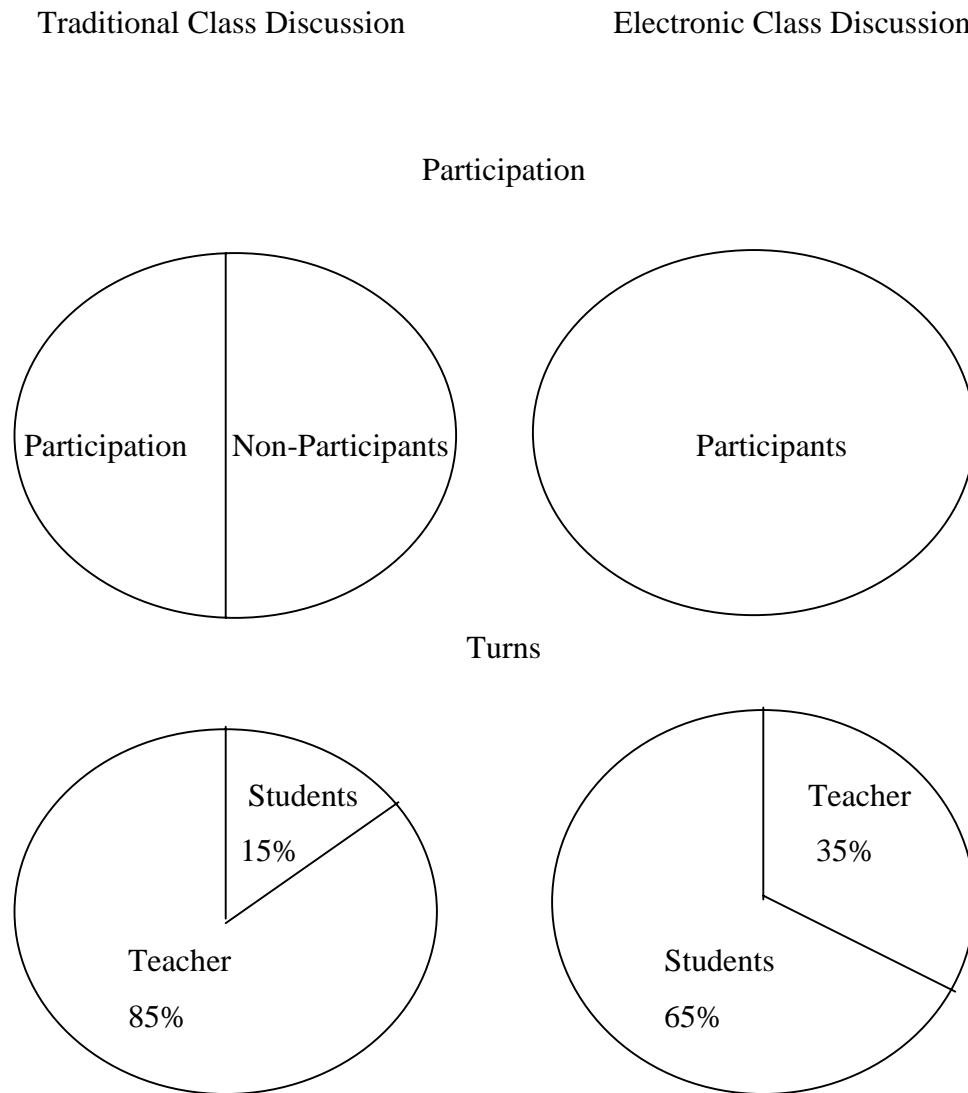 Traditional Class Discussion
Electronic Class Discussion
Participation
Participation
Non-Participants
Participants
Turns
Students
15%
Teacher
85%
Teacher
35%
Students
65%